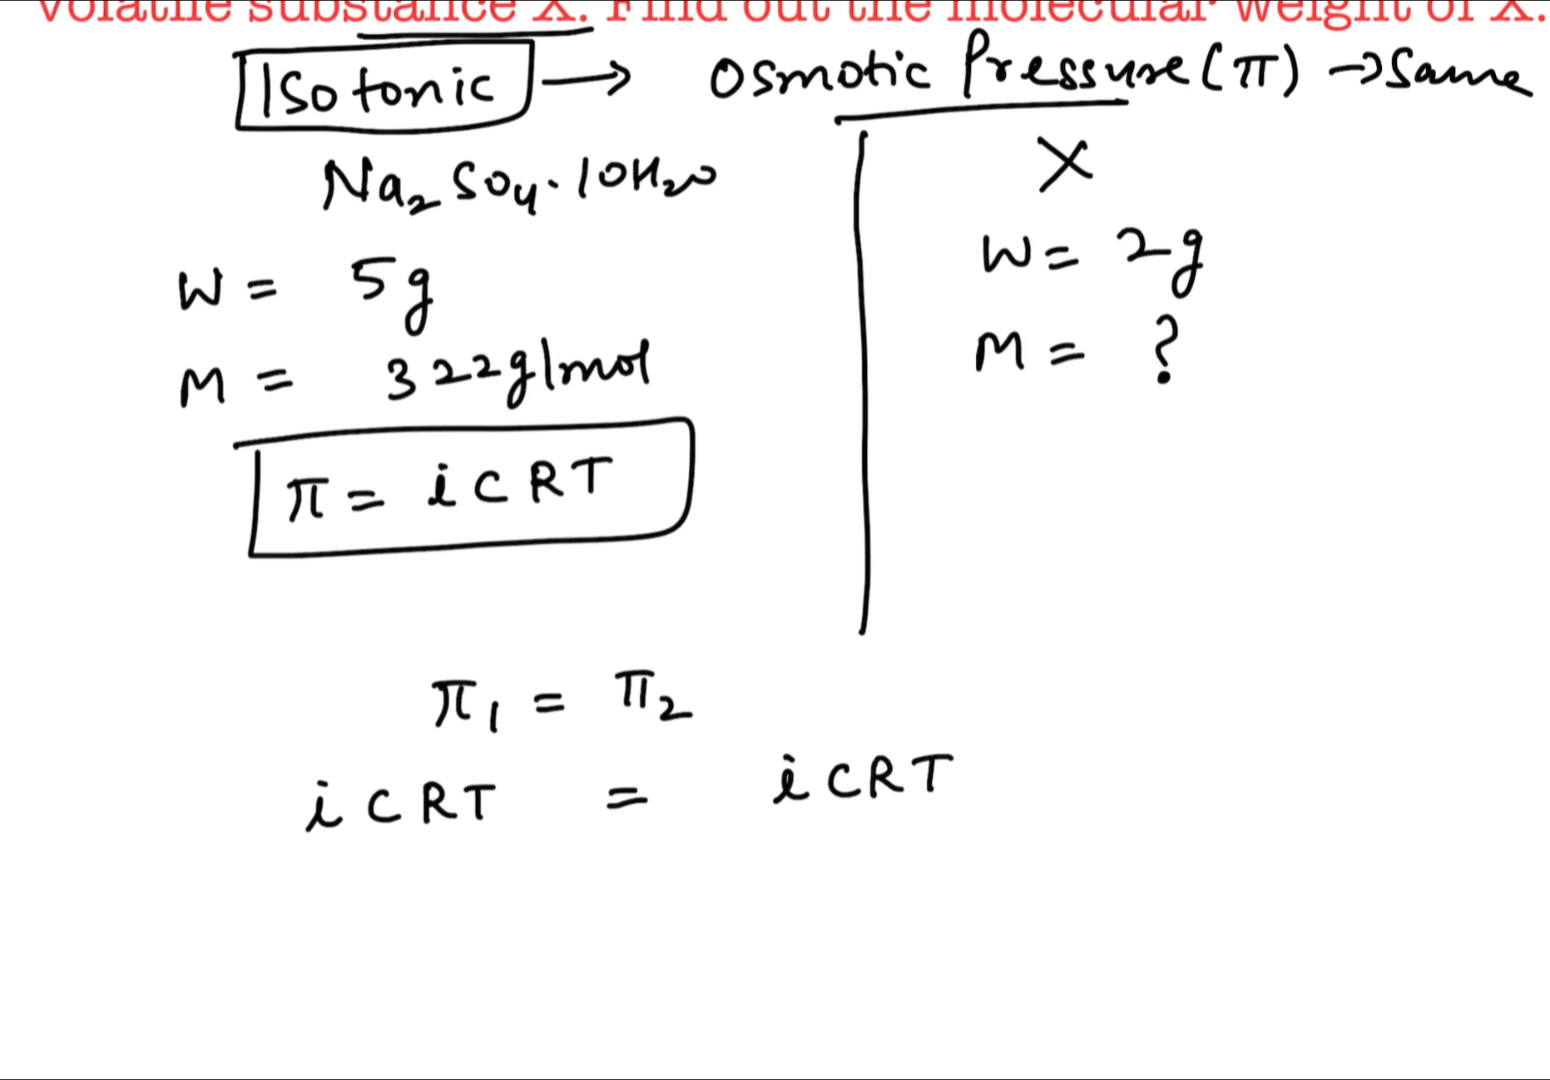 volatile substance X. Find out the molecular weight of X.
Isotonic → Osmotic Pressure (π) → Same
Na₂SO₄·10H₂O
W = 5g
M = 322g/mol
π = iCRT
X
W = 2g
M = ?
π₁ = π₂
iCRT = iCRT